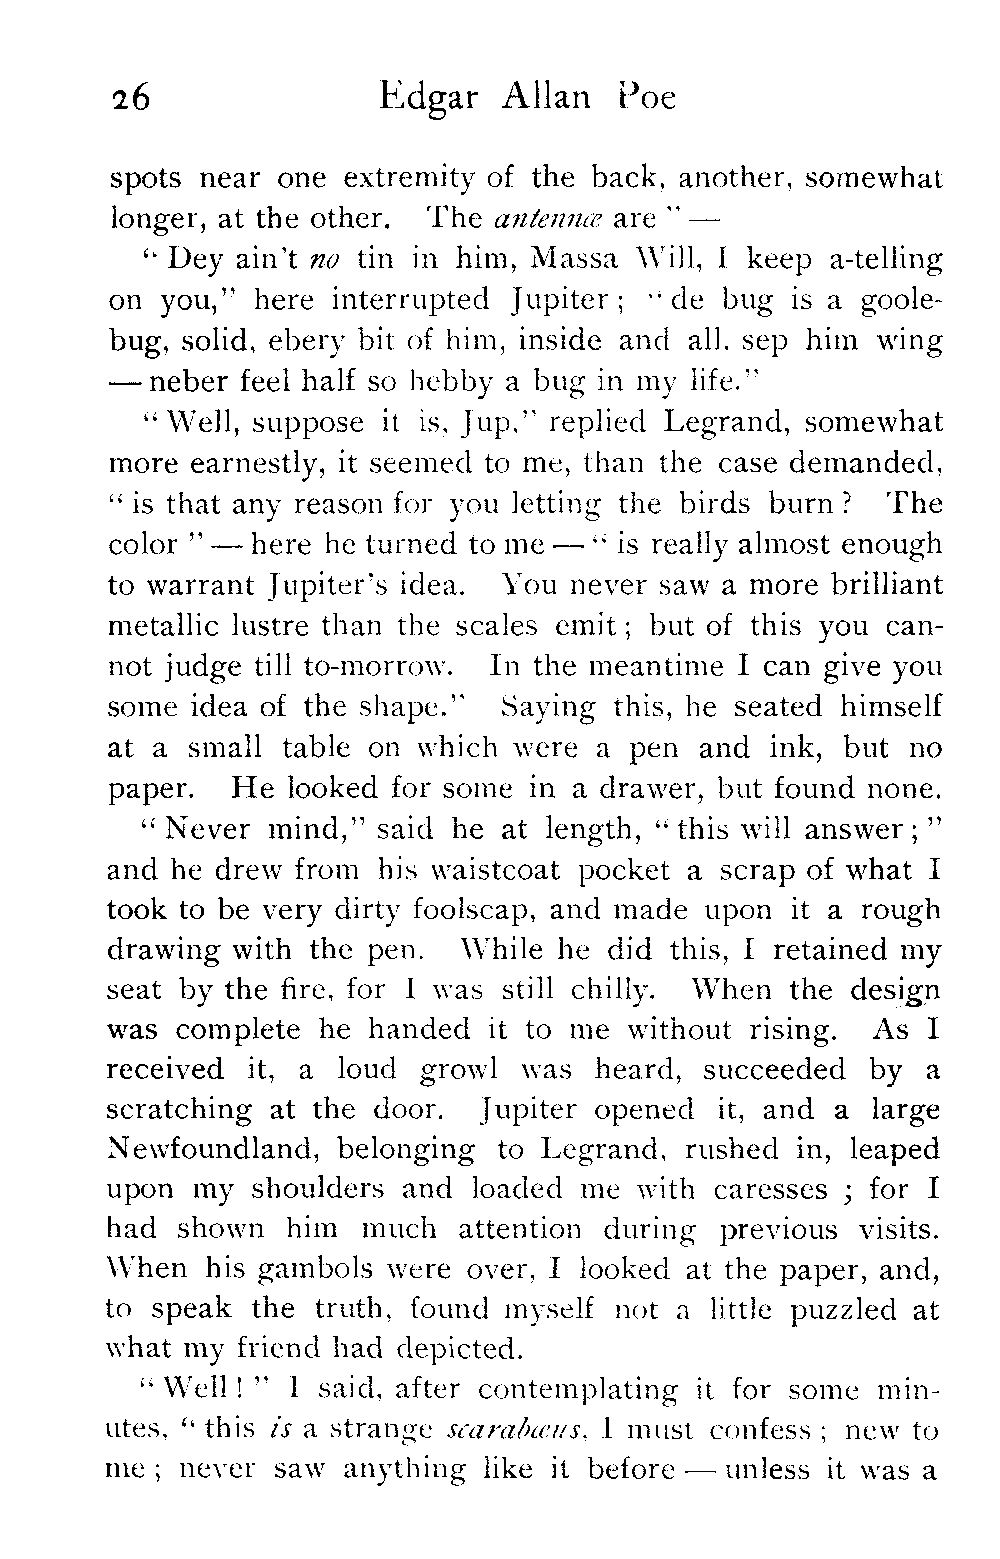 26 Edgar Allan Poe
spots near one extremity of the back, another, somewhat
longer, at the other. The antennæ are " —
" Dey ain't no tin in him, Massa Will, I keep a-telling
on you," here interrupted Jupiter ; " de bug is a goole-
bug, solid, ebery bit of him, inside and all, sep him wing
— neber feel half so hebby a bug in my life."
" Well, suppose it is, Jup," replied Legrand, somewhat
more earnestly, it seemed to me, than the case demanded,
" is that any reason for you letting the birds burn ? The
color " — here he turned to me — " is really almost enough
to warrant Jupiter's idea. You never saw a more brilliant
metallic lustre than the scales emit ; but of this you can-
not judge till to-morrow. In the meantime I can give you
some idea of the shape." Saying this, he seated himself
at a small table on which were a pen and ink, but no
paper. He looked for some in a drawer, but found none.
" Never mind," said he at length, " this will answer ; "
and he drew from his waistcoat pocket a scrap of what I
took to be very dirty foolscap, and made upon it a rough
drawing with the pen. While he did this, I retained my
seat by the fire, for I was still chilly. When the design
was complete he handed it to me without rising. As I
received it, a loud growl was heard, succeeded by a
scratching at the door. Jupiter opened it, and a large
Newfoundland, belonging to Legrand, rushed in, leaped
upon my shoulders and loaded me with caresses ; for I
had shown him much attention during previous visits.
When his gambols were over, I looked at the paper, and,
to speak the truth, found myself not a little puzzled at
what my friend had depicted.
" Well ! " I said, after contemplating it for some min-
utes, " this is a strange scarabæus, I must confess ; new to
me ; never saw anything like it before — unless it was a